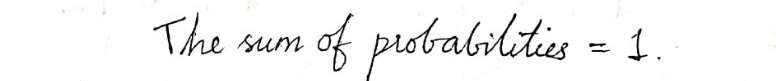 The sum of probabilities = 1.